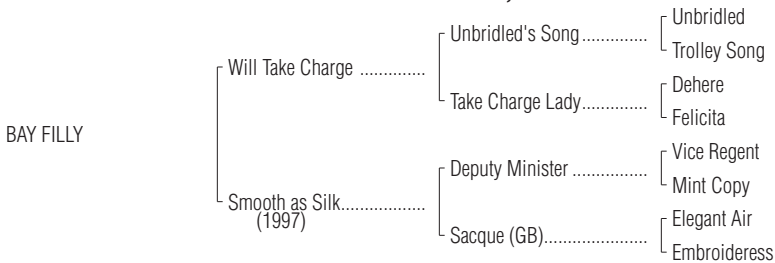 Unbridled
Unbridled's Song..............
Trolley Song
Will Take Charge ..............
Dehere
Take Charge Lady..............
Felicita
BAY FILLY
Vice Regent
Deputy Minister ................
Mint Copy
Smooth as Silk..................
(1997)
Elegant Air
Sacque (GB)......................
Embroideress